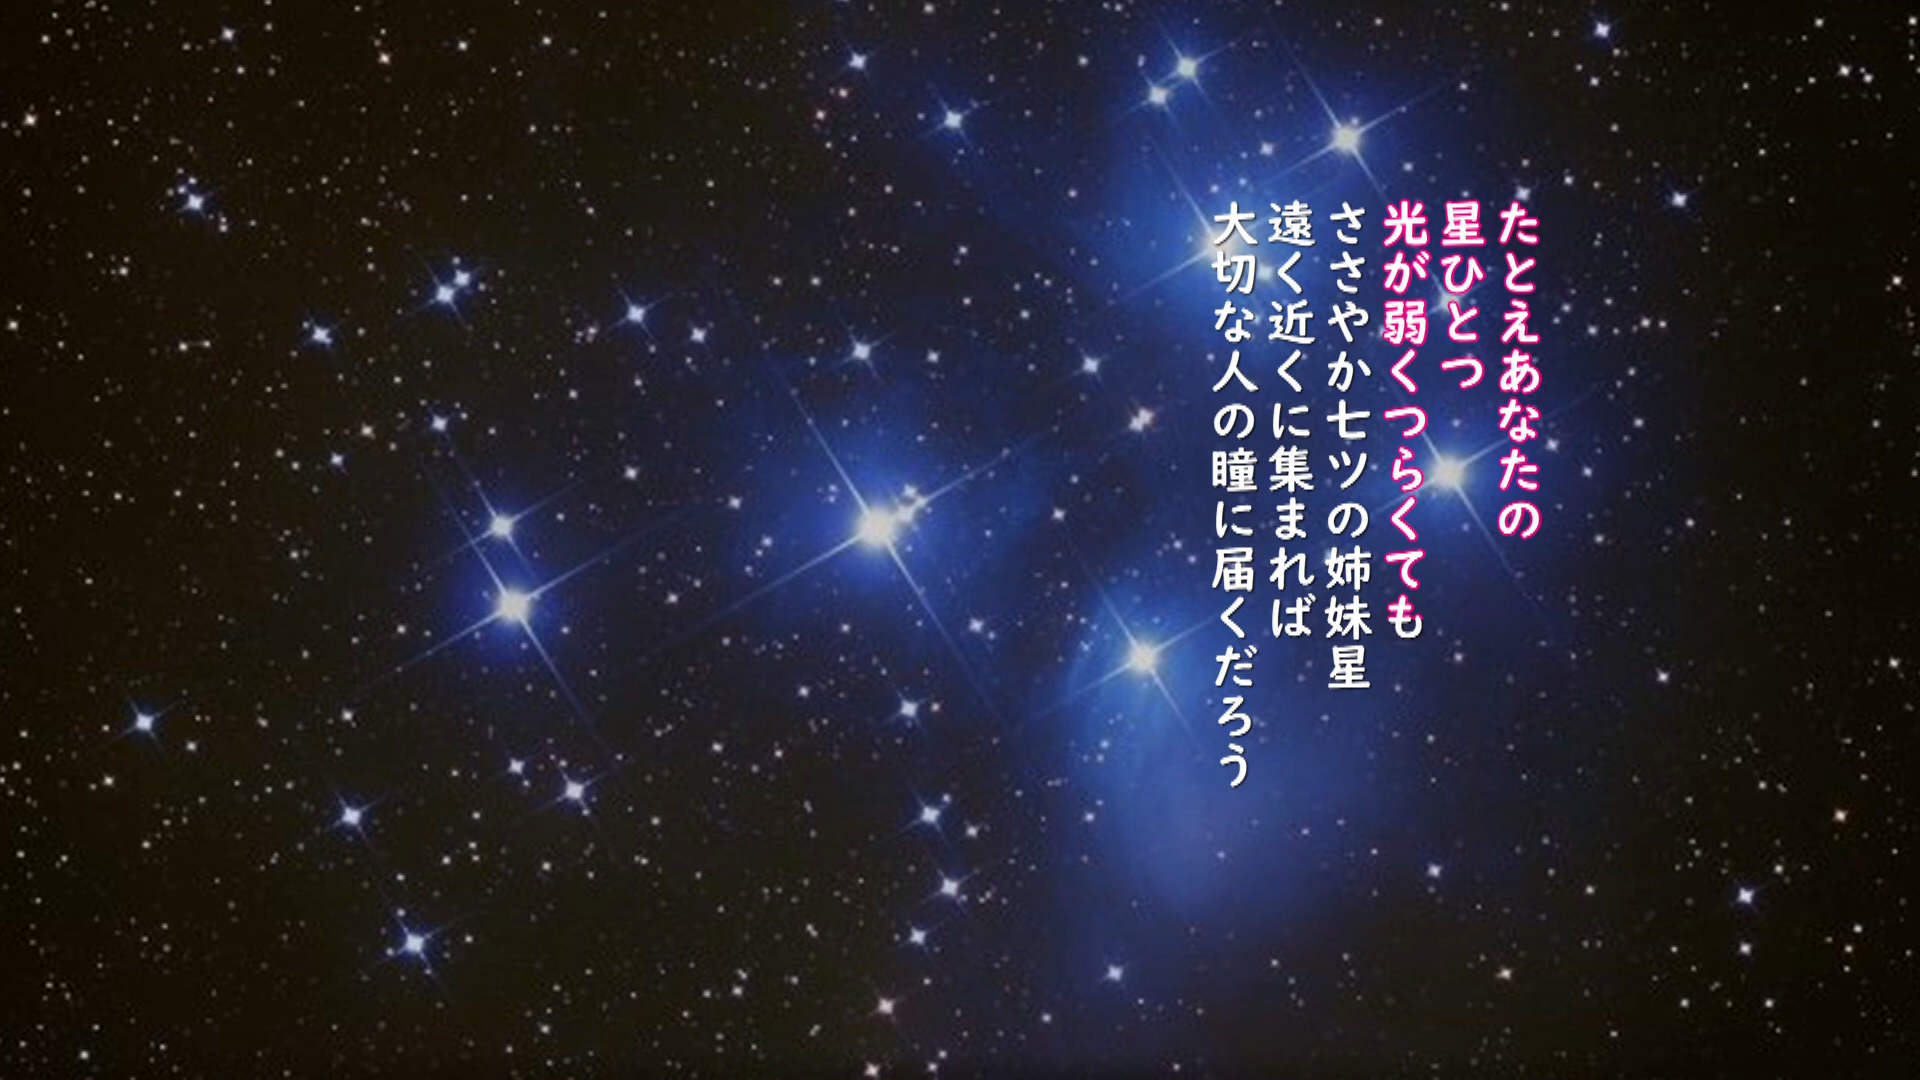 たとえあなたの
星ひとつ
光が弱くつらくても
ささやか七ツの姉妹星
遠く近くに集まれば
大切な人の瞳に届くだろう